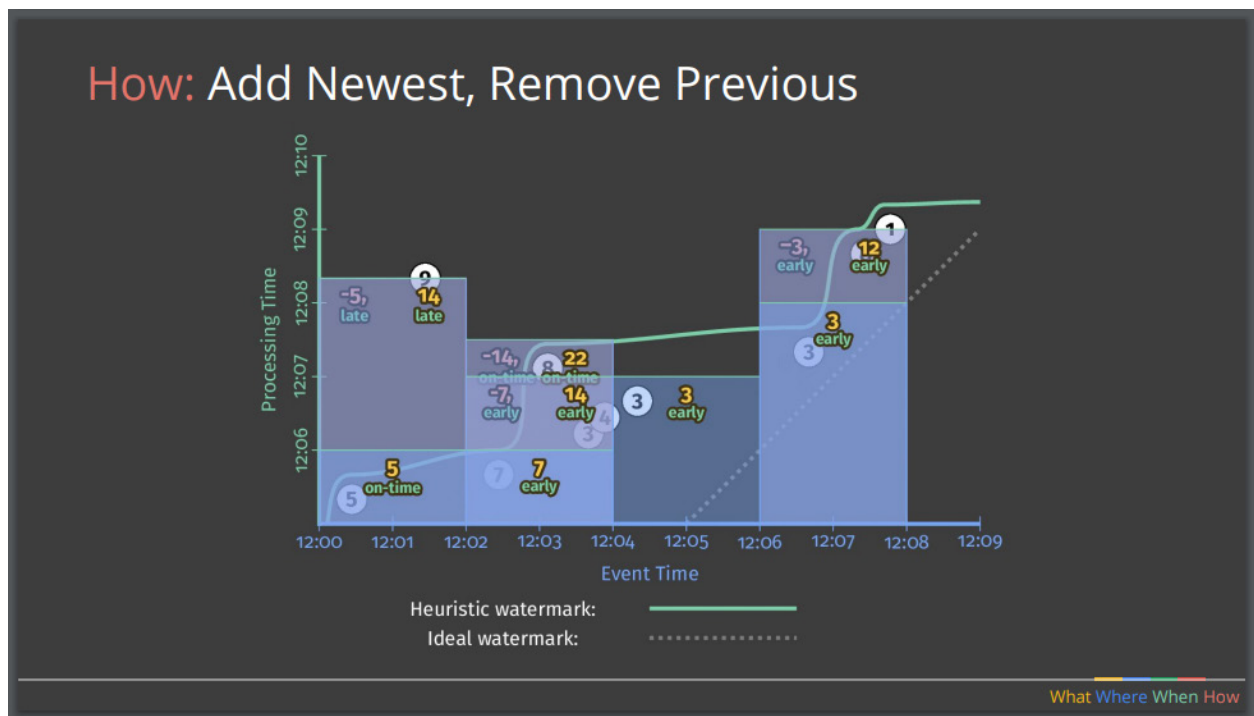 How: Add Newest, Remove Previous
12:10
12:09
12:08
12:07
12:06
Processing Time
9
-5, 14
late late
5
on-time
5
-14, 22
on-time on-time
8
-7, 14
early early
3 4
7
7
early
3
3
early
1
-3, 12
early early
3
early
3
12:00 12:01 12:02 12:03 12:04 12:05 12:06 12:07 12:08 12:09
Event Time
Heuristic watermark:
Ideal watermark:
What Where When How